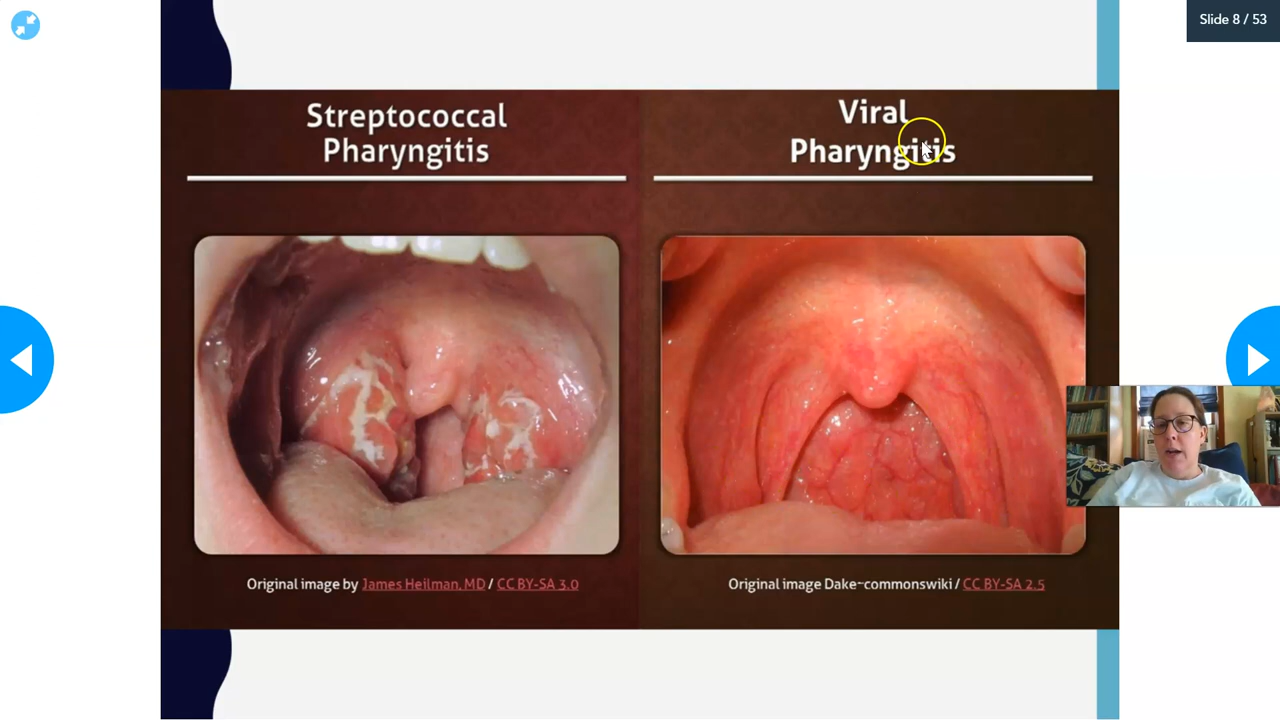 Slide 8 / 53
Streptococcal
Pharyngitis
Viral
Pharyngitis
Original image by James Heilman, MD / CC BY-SA 3.0
Original image Dake~commonswiki / CC BY-SA 2.5